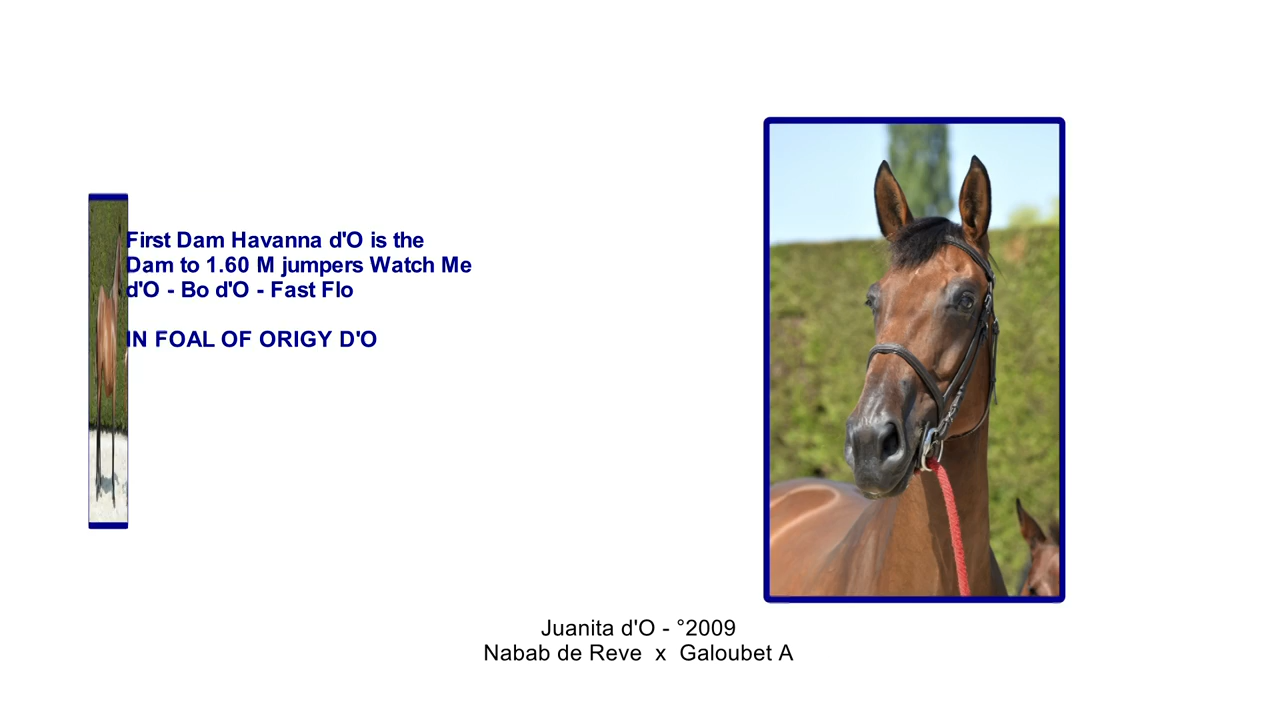 First Dam Havanna d'O is the
Dam to 1.60 M jumpers Watch Me
d'O - Bo d'O - Fast Flo
IN FOAL OF ORIGY D'O
Juanita d'O - °2009
Nabab de Reve x Galoubet A